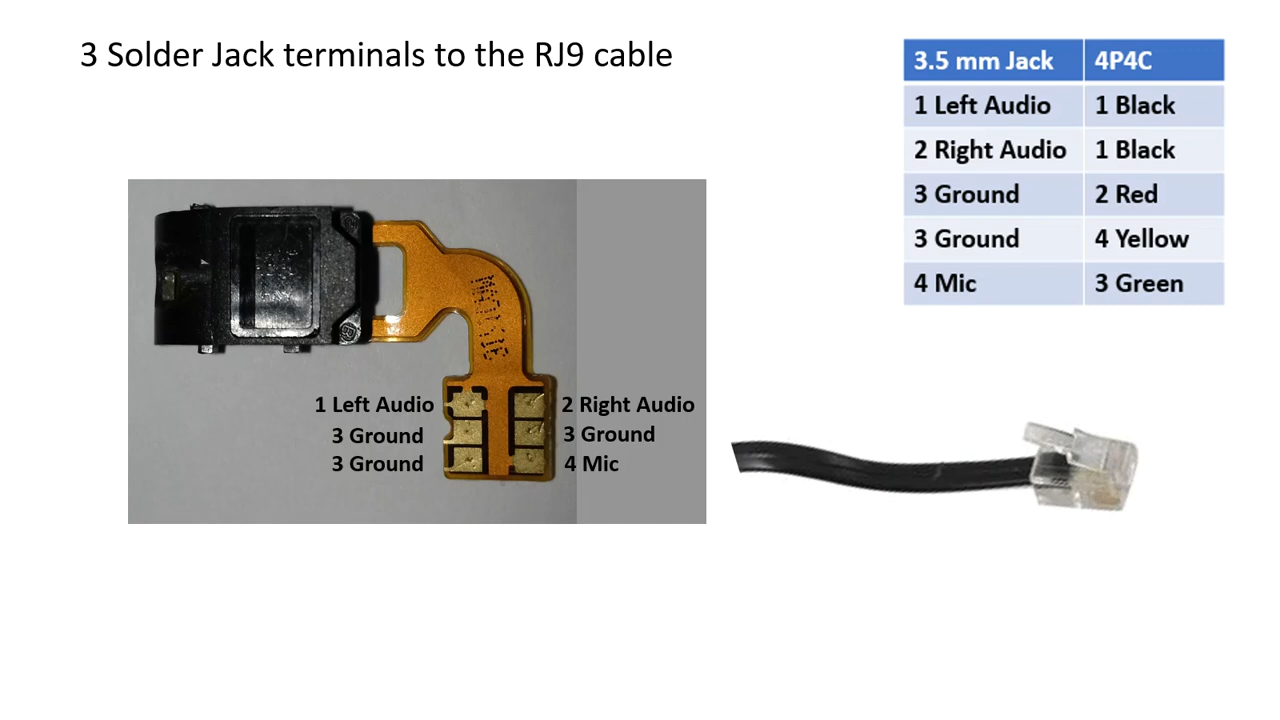 3 Solder Jack terminals to the RJ9 cable
3.5 mm Jack 4P4C
1 Left Audio 1 Black
2 Right Audio 1 Black
3 Ground 2 Red
3 Ground 4 Yellow
4 Mic 3 Green
1 Left Audio 2 Right Audio
3 Ground 3 Ground
3 Ground 4 Mic